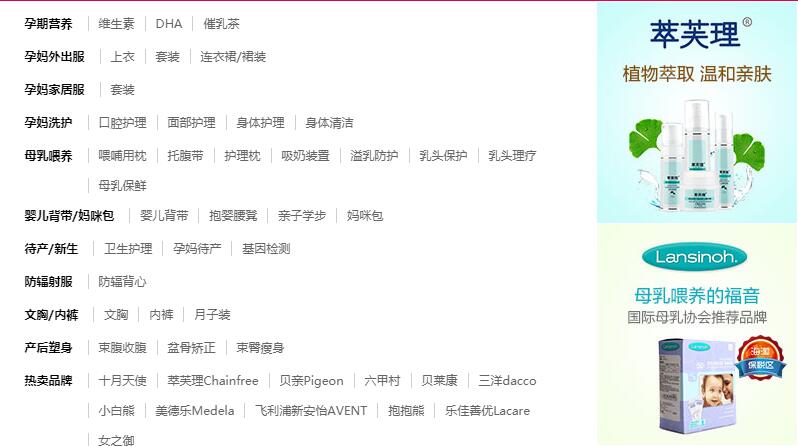 孕期营养 维生素 DHA 催乳茶
孕妈外出服 上衣 套装 连衣裙/裙装
孕妈家居服 套装
孕妈洗护 口腔护理 面部护理 身体护理 身体清洁
母乳喂养 喂哺用枕 托腹带 护理枕 吸奶装置 溢乳防护 乳头保护 乳头理疗
母乳保鲜
婴儿背带/妈咪包 婴儿背带 抱婴腰凳 亲子学步 妈咪包
待产/新生 卫生护理 孕妈待产 基因检测
防辐射服 防辐背心
文胸/内裤 文胸 内裤 月子装
产后塑身 束腹收腹 盆骨矫正 束臀瘦身
热卖品牌 十月天使 萃芙理Chainfree 贝亲Pigeon 六甲村 贝莱康 三洋dacco
小白熊 美德乐Medela 飞利浦新安怡AVENT 抱抱熊 乐佳善优Lacare
女之御
萃芙理®
植物萃取 温和亲肤
萃芙理
萃芙理
Lansinoh.
母乳喂养的福音
国际母乳协会推荐品牌
Lansinoh
海淘
保税区